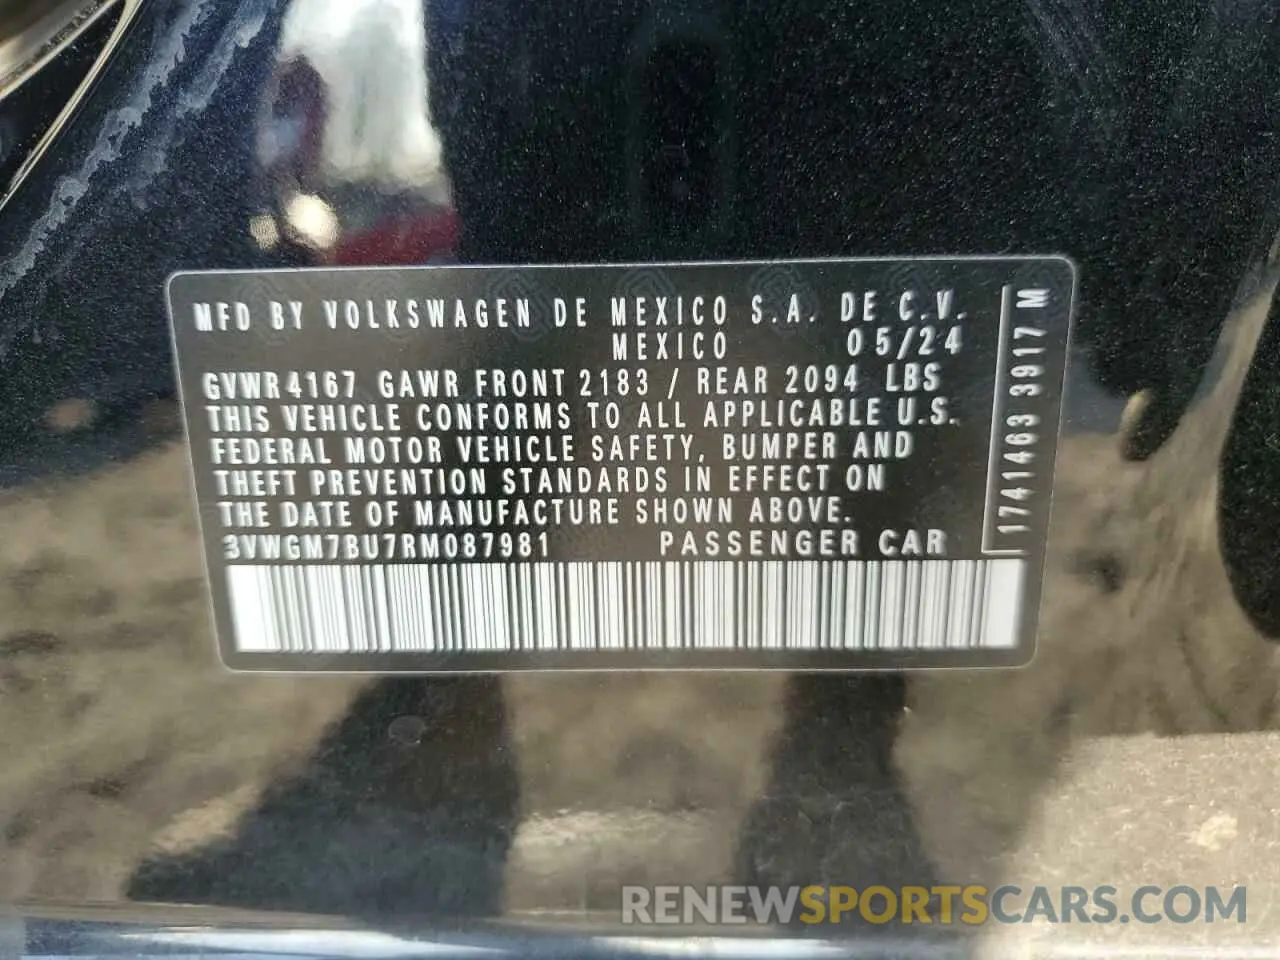 MFD BY VOLKSWAGEN DE MEXICO S.A. DE C.V.
MEXICO 05/24
GVWR 4167 GAWR FRONT 2183 / REAR 2094 LBS
THIS VEHICLE CONFORMS TO ALL APPLICABLE U.S.
FEDERAL MOTOR VEHICLE SAFETY, BUMPER AND
THEFT PREVENTION STANDARDS IN EFFECT ON
THE DATE OF MANUFACTURE SHOWN ABOVE.
3VWGM7BU7RM087981 PASSENGER CAR
1741463 3917 M
RENEWSPORTSCARS.COM